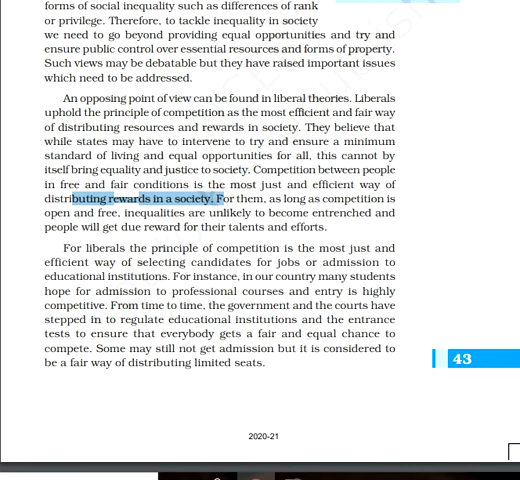 forms of social inequality such as differences of rank
or privilege. Therefore, to tackle inequality in society
we need to go beyond providing equal opportunities and try and
ensure public control over essential resources and forms of property.
Such views may be debatable but they have raised important issues
which need to be addressed.
An opposing point of view can be found in liberal theories. Liberals
uphold the principle of competition as the most efficient and fair way
of distributing resources and rewards in society. They believe that
while states may have to intervene to try and ensure a minimum
standard of living and equal opportunities for all, this cannot by
itself bring equality and justice to society. Competition between people
in free and fair conditions is the most just and efficient way of
distributing rewards in a society. For them, as long as competition is
open and free, inequalities are unlikely to become entrenched and
people will get due reward for their talents and efforts.
For liberals the principle of competition is the most just and
efficient way of selecting candidates for jobs or admission to
educational institutions. For instance, in our country many students
hope for admission to professional courses and entry is highly
competitive. From time to time, the government and the courts have
stepped in to regulate educational institutions and the entrance
tests to ensure that everybody gets a fair and equal chance to
compete. Some may still not get admission but it is considered to
be a fair way of distributing limited seats.
43
2020-21